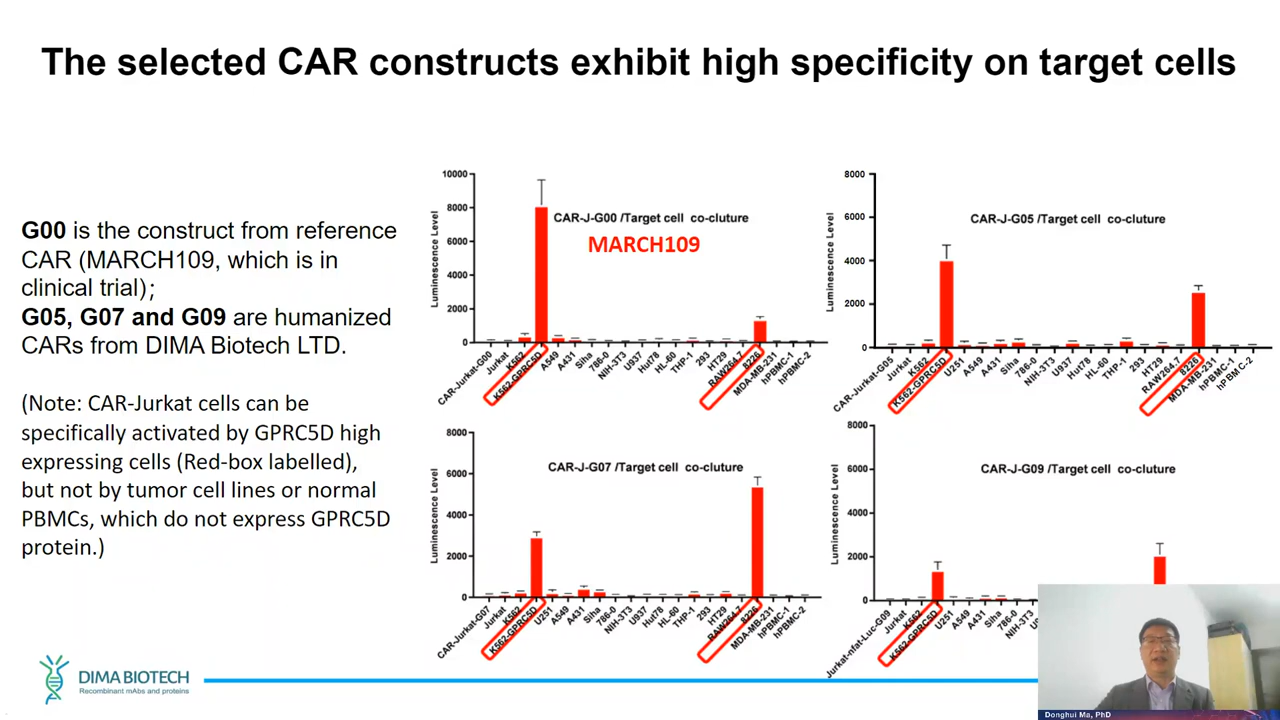 The selected CAR constructs exhibit high specificity on target cells
G00 is the construct from reference
CAR (MARCH109, which is in
clinical trial);
G05, G07 and G09 are humanized
CARs from DIMA Biotech LTD.
(Note: CAR-Jurkat cells can be
specifically activated by GPRC5D high
expressing cells (Red-box labelled),
but not by tumor cell lines or normal
PBMCs, which do not express GPRC5D
protein.)
CAR-J-G00 /Target cell co-cluture
MARCH109
Luminescence Level
10000
8000
6000
4000
2000
0
CAR-Jurkat-G00
Jurkat
K562
K562-GPRC5D
A549
A431
Siha
786-0
NIH-3T3
U937
Hut78
HL-60
THP-1
293
HT29
RAW264.7
8226
MDA-MB-231
hPBMC-1
hPBMC-2
CAR-J-G05 /Target cell co-cluture
Luminescence Level
8000
6000
4000
2000
0
CAR-Jurkat-G05
Jurkat
K562
K562-GPRC5D
U251
A549
A431
Siha
786-0
NIH-3T3
U937
Hut78
HL-60
THP-1
293
HT29
RAW264.7
8226
MDA-MB-231
hPBMC-1
hPBMC-2
CAR-J-G07 /Target cell co-cluture
Luminescence Level
8000
6000
4000
2000
0
CAR-Jurkat-G07
Jurkat
K562
K562-GPRC5D
U251
A549
A431
Siha
786-0
NIH-3T3
U937
Hut78
HL-60
THP-1
293
HT29
RAW264.7
8226
MDA-MB-231
hPBMC-1
hPBMC-2
CAR-J-G09 /Target cell co-cluture
Luminescence Level
8000
6000
4000
2000
0
Jurkat-nfat-Luc-G09
Jurkat
K562
K562-GPRC5D
U251
A549
A431
Siha
786-0
NIH-3T3
DIMA BIOTECH
Recombinant mAbs and proteins
Donghui Ma, PhD